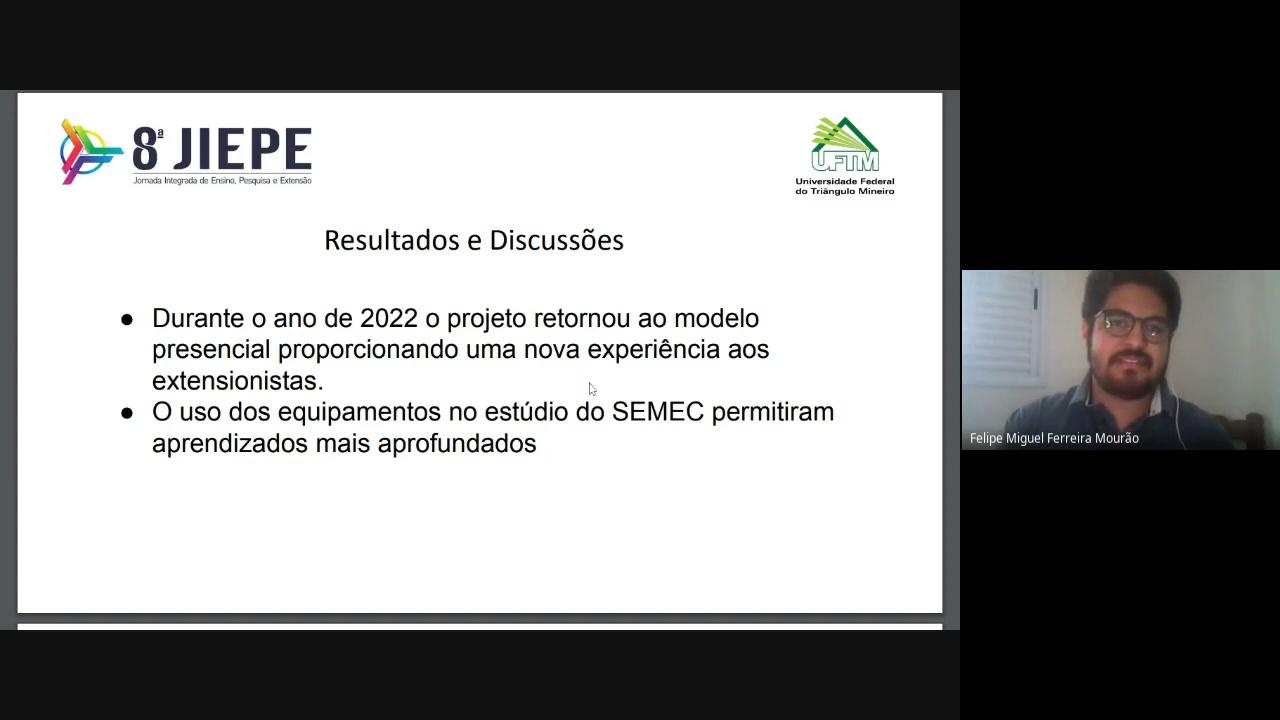 8ª JIEPE
Jornada Integrada de Ensino, Pesquisa e Extensão
UFTM
Universidade Federal
do Triângulo Mineiro
Resultados e Discussões
● Durante o ano de 2022 o projeto retornou ao modelo
presencial proporcionando uma nova experiência aos
extensionistas.
● O uso dos equipamentos no estúdio do SEMEC permitiram
aprendizados mais aprofundados
Felipe Miguel Ferreira Mourão